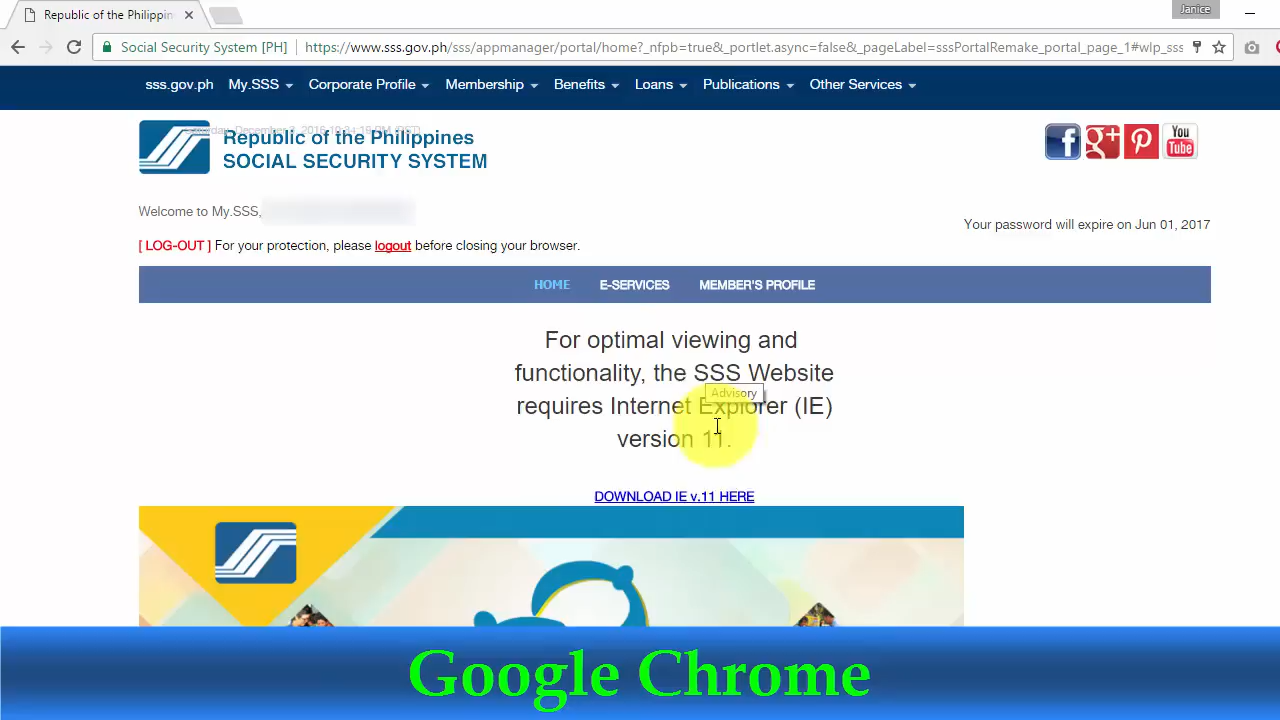 Republic of the Philippin
Janice
Social Security System [PH]
https://www.sss.gov.ph/sss/appmanager/portal/home?_nfpb=true&_portlet.async=false&_pageLabel=sssPortalRemake_portal_page_1#wlp_sss
sss.gov.ph My.SSS Corporate Profile Membership Benefits Loans Publications Other Services
Republic of the Philippines
SOCIAL SECURITY SYSTEM
You
Tube
Welcome to My.SSS,
Your password will expire on Jun 01, 2017
[ LOG-OUT ] For your protection, please logout before closing your browser.
HOME E-SERVICES MEMBER'S PROFILE
For optimal viewing and
functionality, the SSS Website
Advisory
requires Internet Explorer (IE)
version 11.
DOWNLOAD IE v.11 HERE
Google Chrome